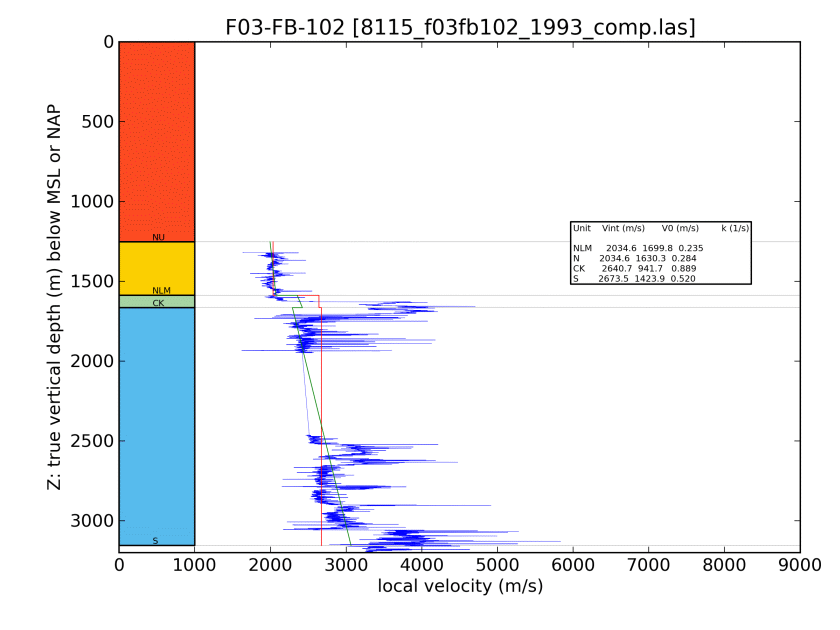 F03-FB-102 [8115_f03fb102_1993_comp.las]
Z: true vertical depth (m) below MSL or NAP
0
500
1000
1500
2000
2500
3000
NU
NLM
CK
S
Unit Vint (m/s) V0 (m/s) k (1/s)
NLM 2034.6 1699.8 0.235
N 2034.6 1630.3 0.284
CK 2640.7 941.7 0.889
S 2673.5 1423.9 0.520
0 1000 2000 3000 4000 5000 6000 7000 8000 9000
local velocity (m/s)